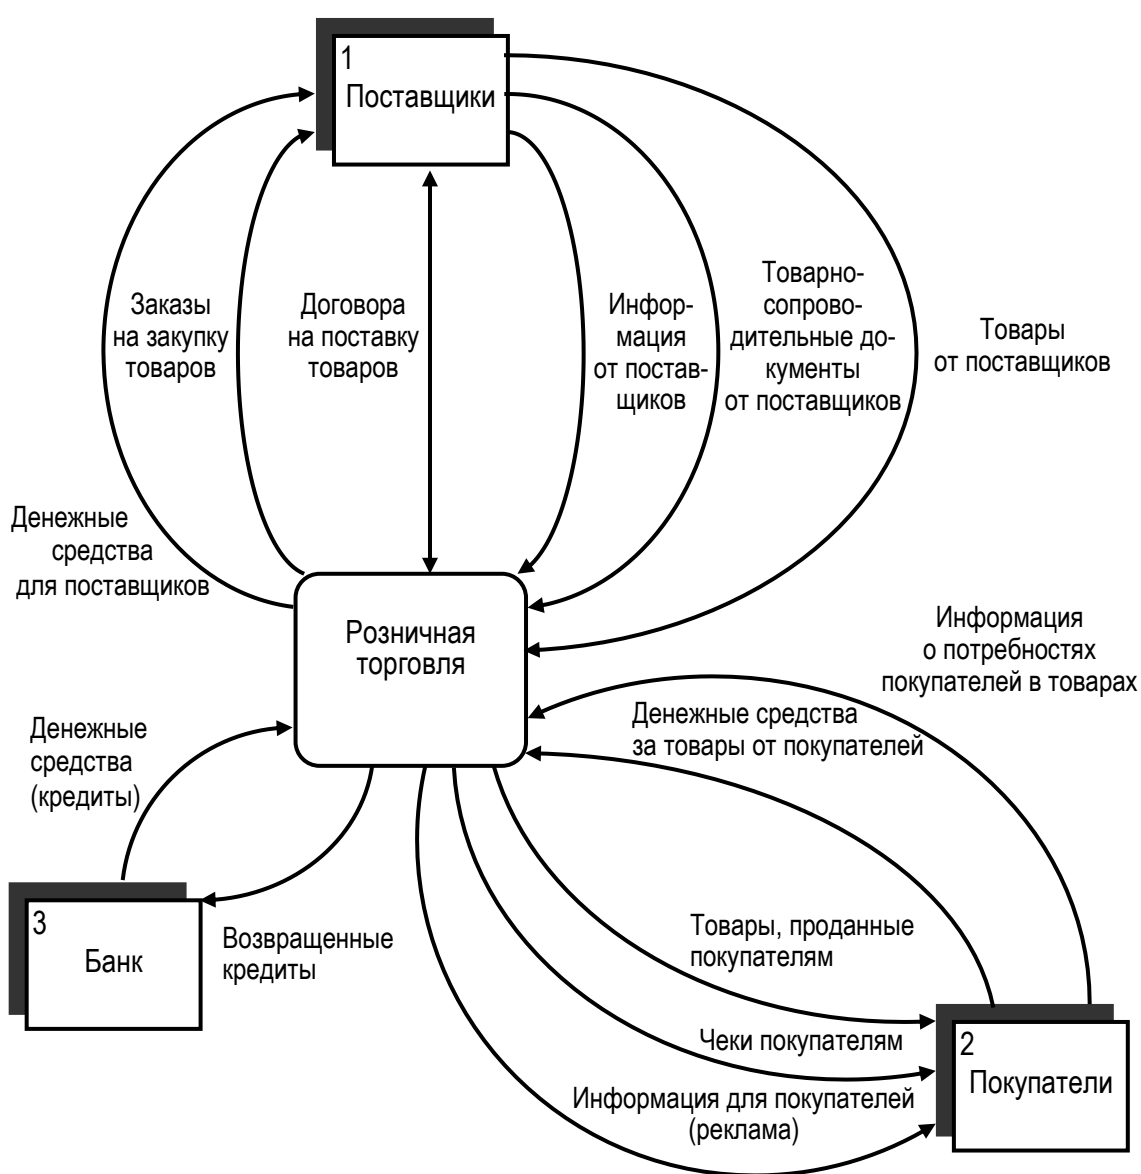 1
Поставщики
Заказы
на закупку
товаров
Договора
на поставку
товаров
Инфор-
мация
от постав-
щиков
Товарно-
сопрово-
дительные до-
кументы
от поставщиков
Товары
от поставщиков
Денежные
средства
для поставщиков
Розничная
торговля
Информация
о потребностях
покупателей в товарах
Денежные средства
за товары от покупателей
Денежные
средства
(кредиты)
3
Банк
Возвращенные
кредиты
Товары, проданные
покупателям
Чеки покупателям
Информация для покупателей
(реклама)
2
Покупатели